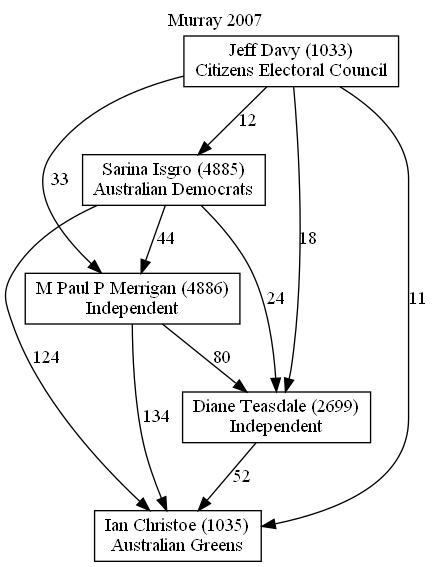 Murray 2007
Jeff Davy (1033)
Citizens Electoral Council
12
Sarina Isgro (4885)
Australian Democrats
33
44
18
M Paul P Merrigan (4886)
Independent
24
11
124
80
134
Diane Teasdale (2699)
Independent
52
Ian Christoe (1035)
Australian Greens